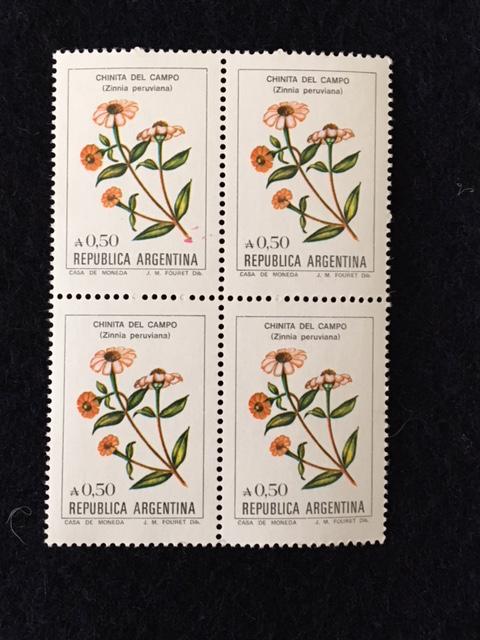 CHINITA DEL CAMPO
(Zinnia peruviana)
₳0,50
REPUBLICA ARGENTINA
CASA DE MONEDA J. M. FOURET Dib.
CHINITA DEL CAMPO
(Zinnia peruviana)
₳0,50
REPUBLICA ARGENTINA
CASA DE MONEDA J. M. FOURET Dib.
CHINITA DEL CAMPO
(Zinnia peruviana)
₳0,50
REPUBLICA ARGENTINA
CASA DE MONEDA J. M. FOURET Dib.
CHINITA DEL CAMPO
(Zinnia peruviana)
₳0,50
REPUBLICA ARGENTINA
CASA DE MONEDA J. M. FOURET Dib.